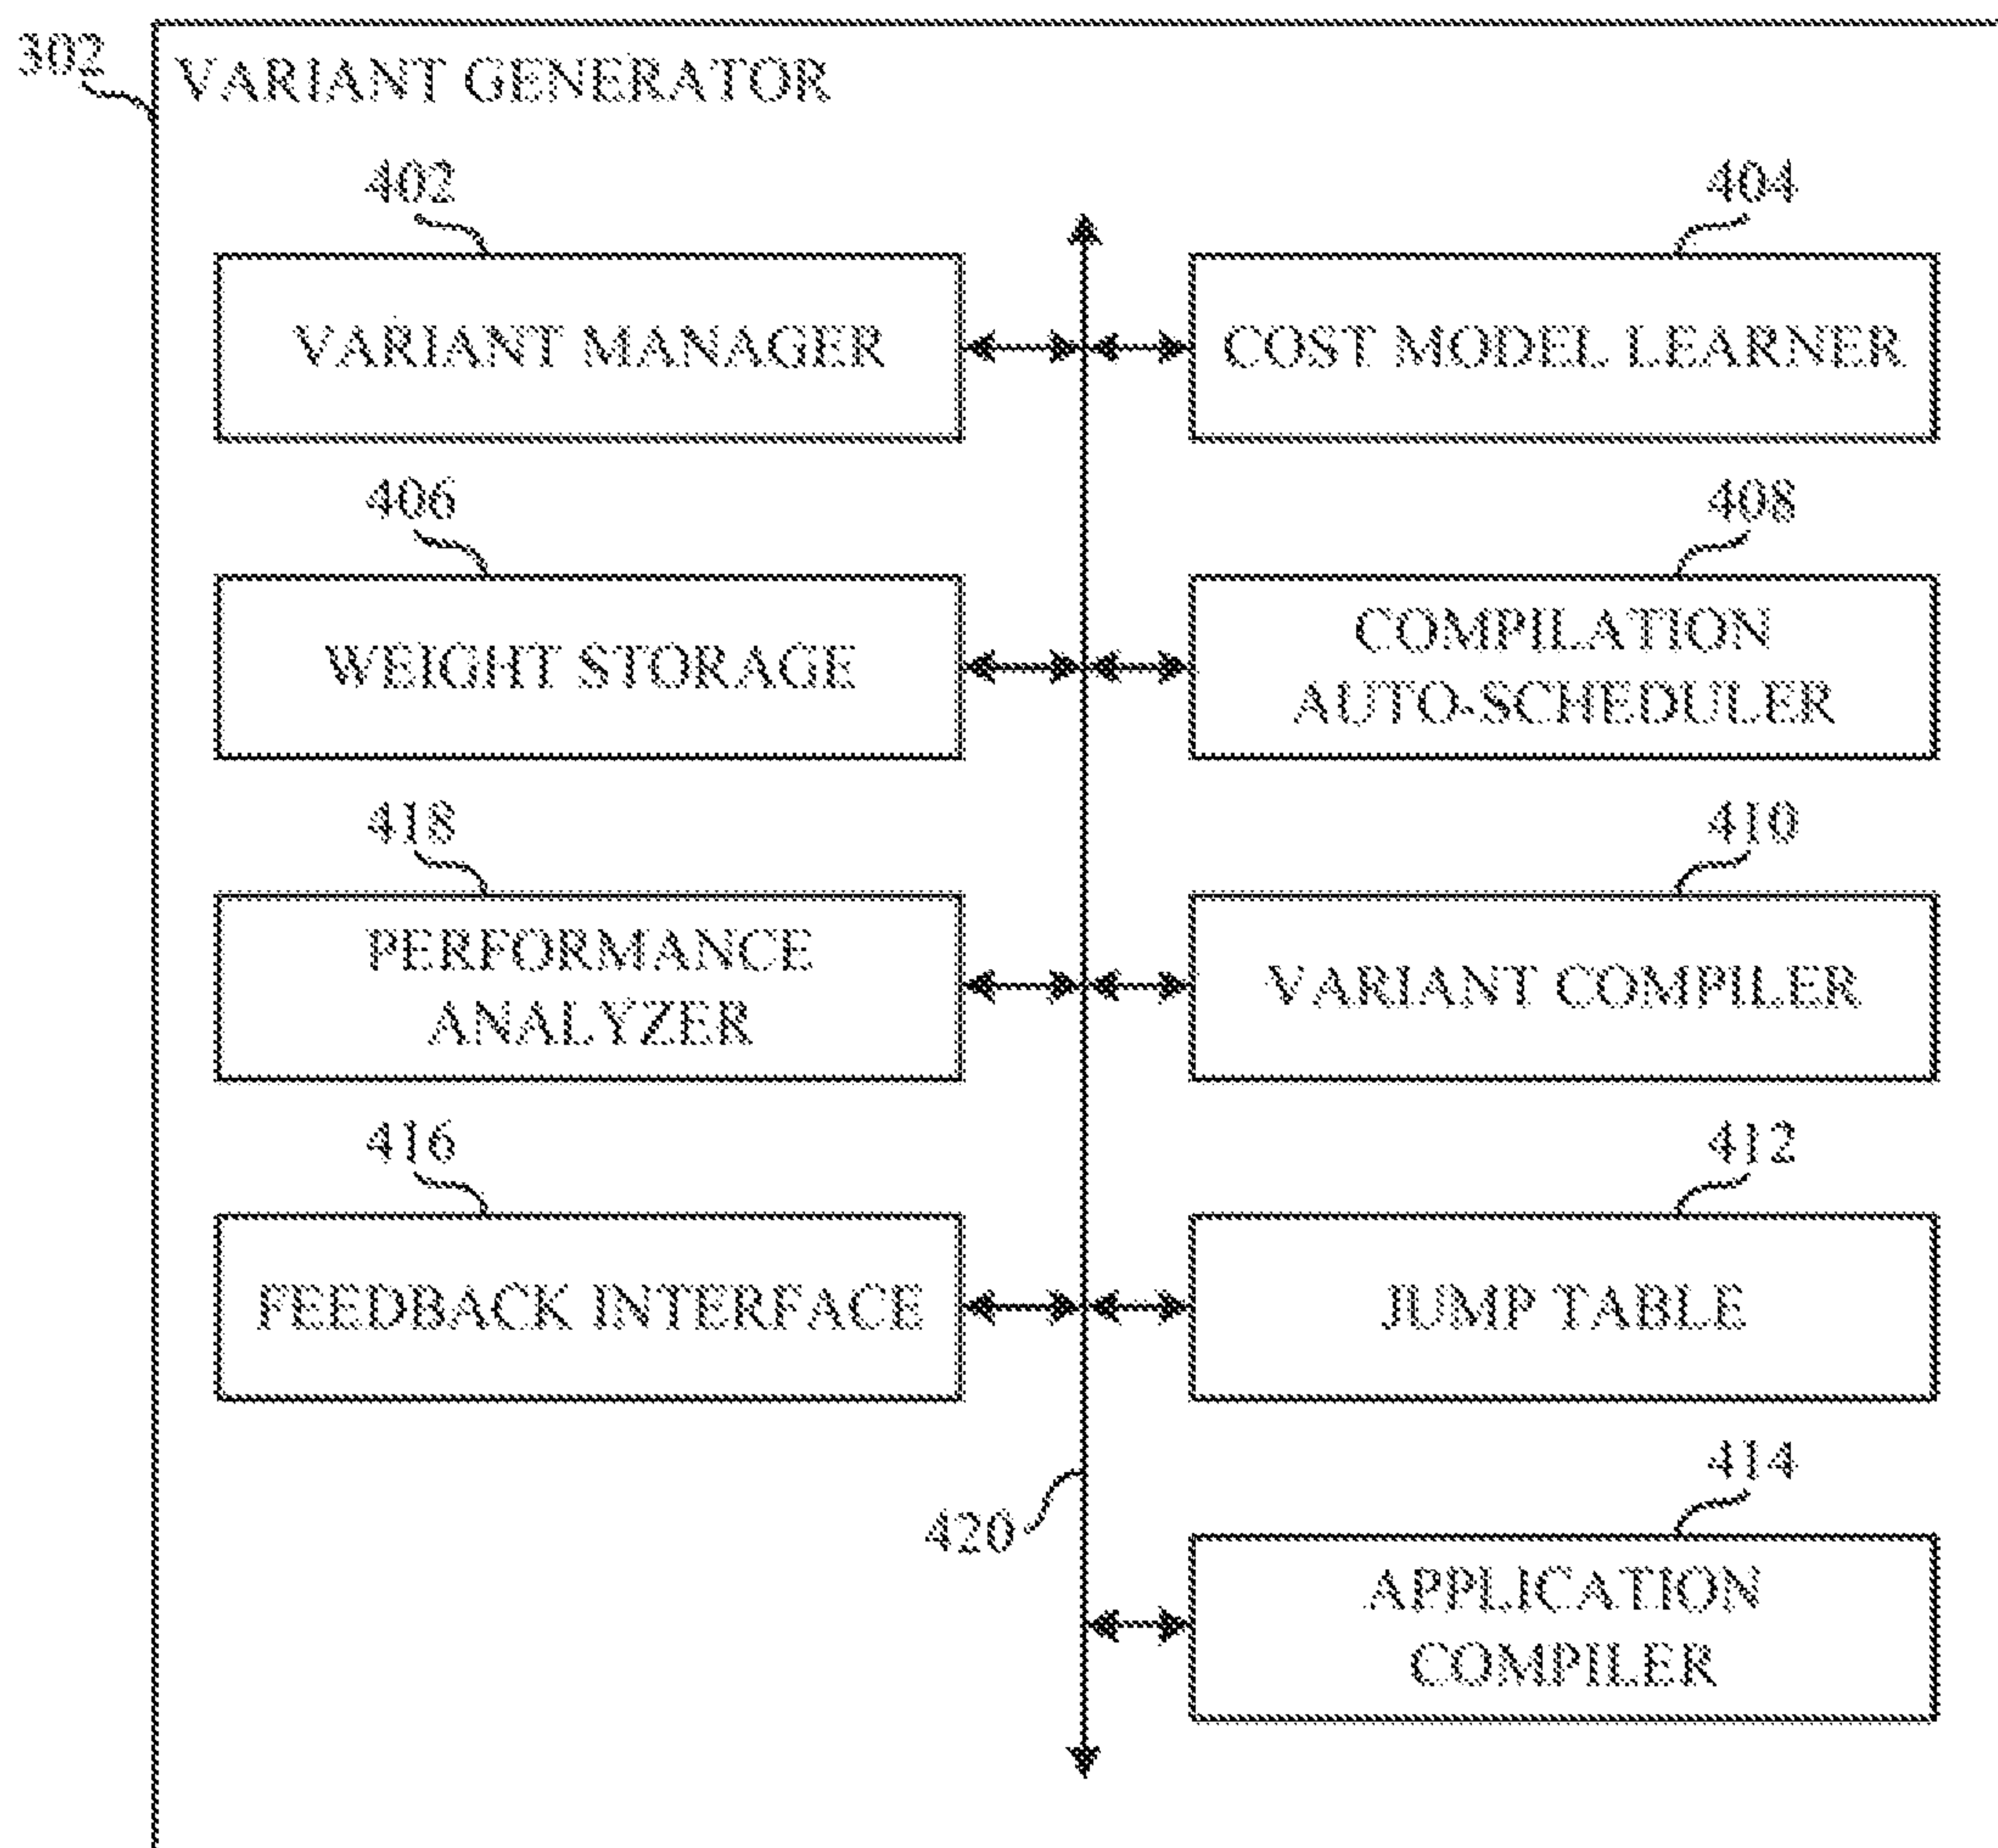 302
VARIANT GENERATOR
402
404
VARIANT MANAGER
COST MODEL LEARNER
406
408
WEIGHT STORAGE
COMPILATION
AUTO-SCHEDULER
418
410
PERFORMANCE
ANALYZER
VARIANT COMPILER
416
412
FEEDBACK INTERFACE
JUMP TABLE
414
420
APPLICATION
COMPILER